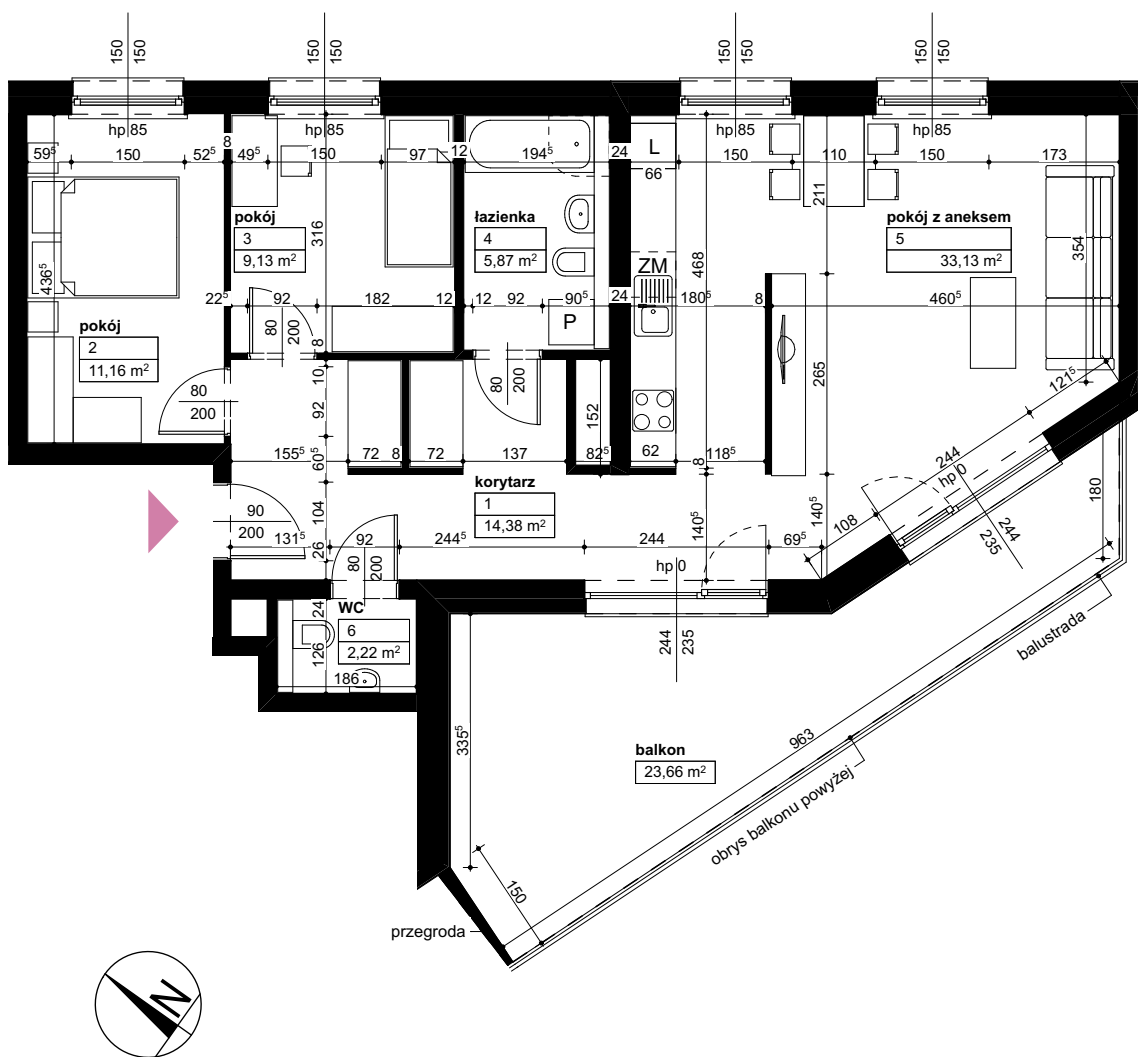 150 150
150 150
150 150
150 150
hp 85
hp 85
hp 85
hp 85
59⁵ 150 52⁵ 8 49⁵ 150 97 12 194⁵ 24 66 150 110 150 173
L
pokój
3
9,13 m²
316
łazienka
4
5,87 m²
211
pokój z aneksem
5
33,13 m²
354
436⁵
468
ZM
22⁵ 92 182 12 12 92 90⁵ 24 180⁵ 8 460⁵
P
80
200
pokój
2
11,16 m²
8
10
92
60⁵
80
200
80
200
152
265
121⁵
155⁵ 72 8 72 137 82⁵ 62 118⁵
8
244
hp 0
korytarz
1
14,38 m²
90
200
104
140⁵
140⁵
108
180
244
235
131⁵ 92 244⁵ 244 69⁵
26
80
200
hp 0
WC
24
6
2,22 m²
126
186
244
235
balustrada
335⁵
963
balkon
23,66 m²
obrys balkonu powyżej
150
przegroda
N